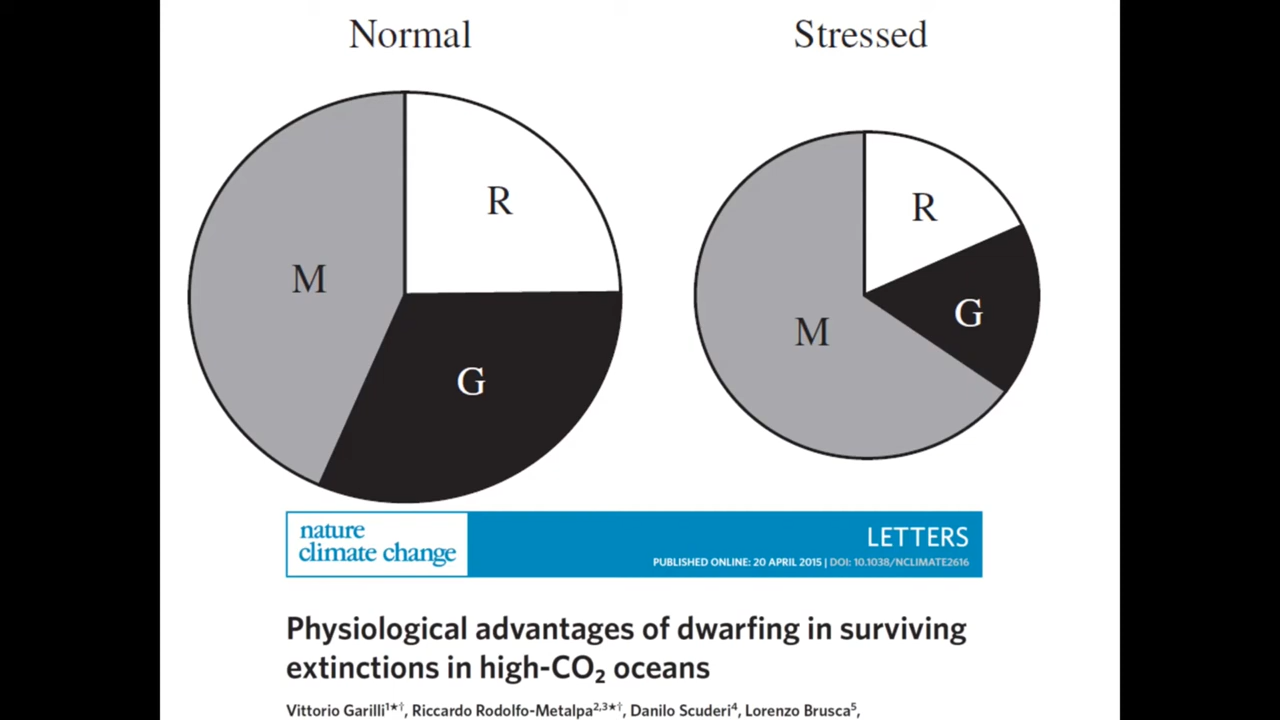 Normal
Stressed
R
M
G
R
M
G
nature
climate change
LETTERS
PUBLISHED ONLINE: 20 APRIL 2015 | DOI: 10.1038/NCLIMATE2616
Physiological advantages of dwarfing in surviving
extinctions in high-CO₂ oceans
Vittorio Garilli¹*†, Riccardo Rodolfo-Metalpa²,³*†, Danilo Scuderi⁴, Lorenzo Brusca⁵,